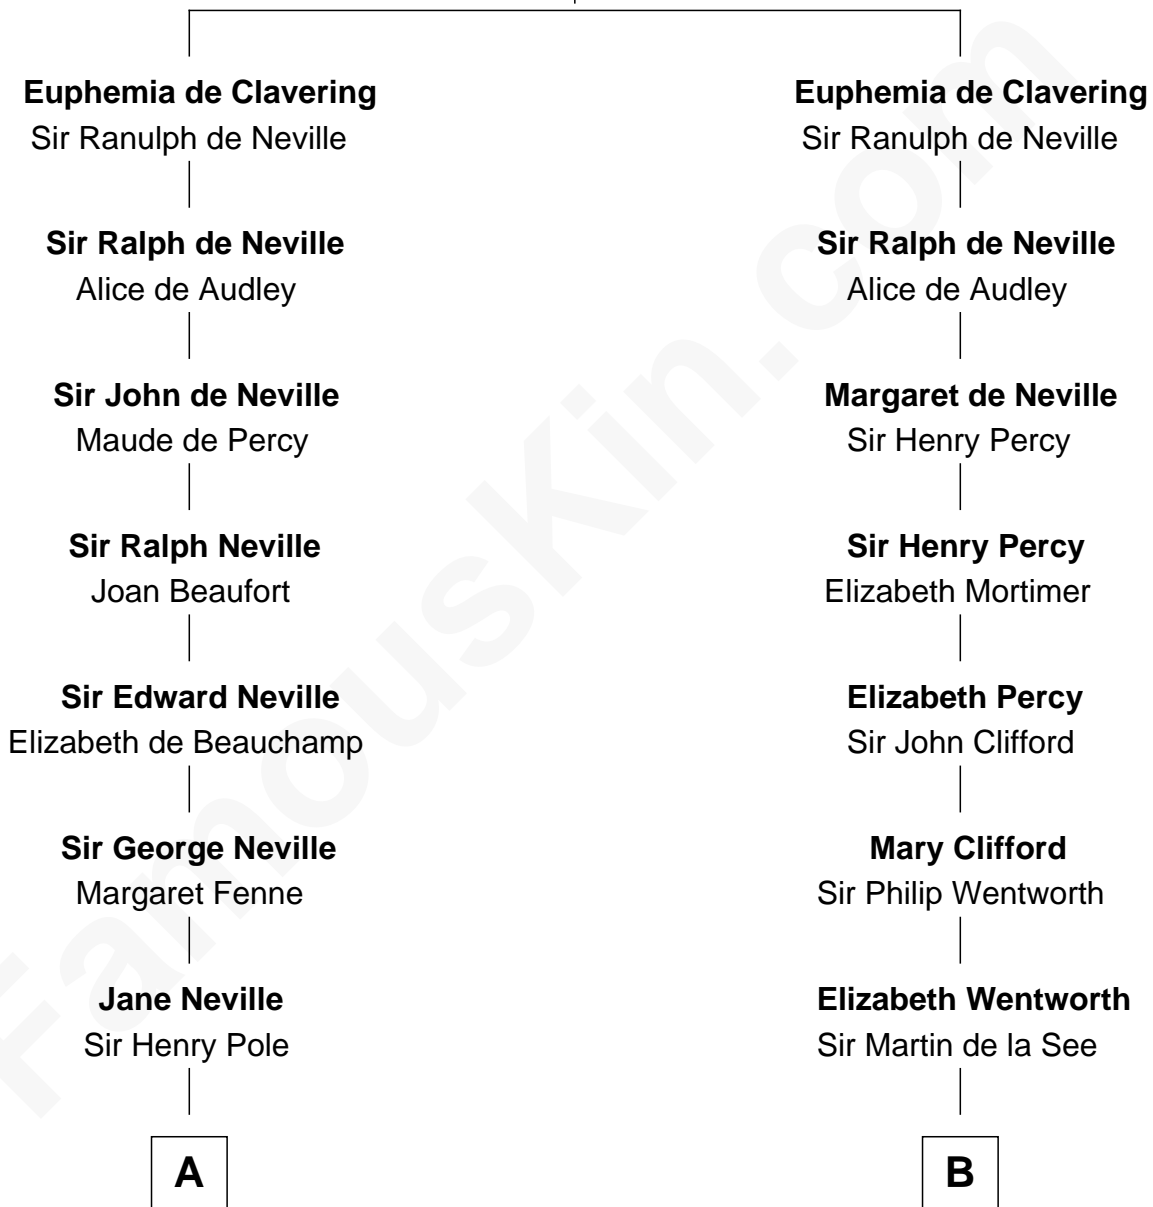 Euphemia de Clavering
Sir Ranulph de Neville
Sir Ralph de Neville
Alice de Audley
Sir John de Neville
Maude de Percy
Sir Ralph Neville
Joan Beaufort
Sir Edward Neville
Elizabeth de Beauchamp
Sir George Neville
Margaret Fenne
Jane Neville
Sir Henry Pole
A
Euphemia de Clavering
Sir Ranulph de Neville
Sir Ralph de Neville
Alice de Audley
Margaret de Neville
Sir Henry Percy
Sir Henry Percy
Elizabeth Mortimer
Elizabeth Percy
Sir John Clifford
Mary Clifford
Sir Philip Wentworth
Elizabeth Wentworth
Sir Martin de la See
B
FamousKin.com